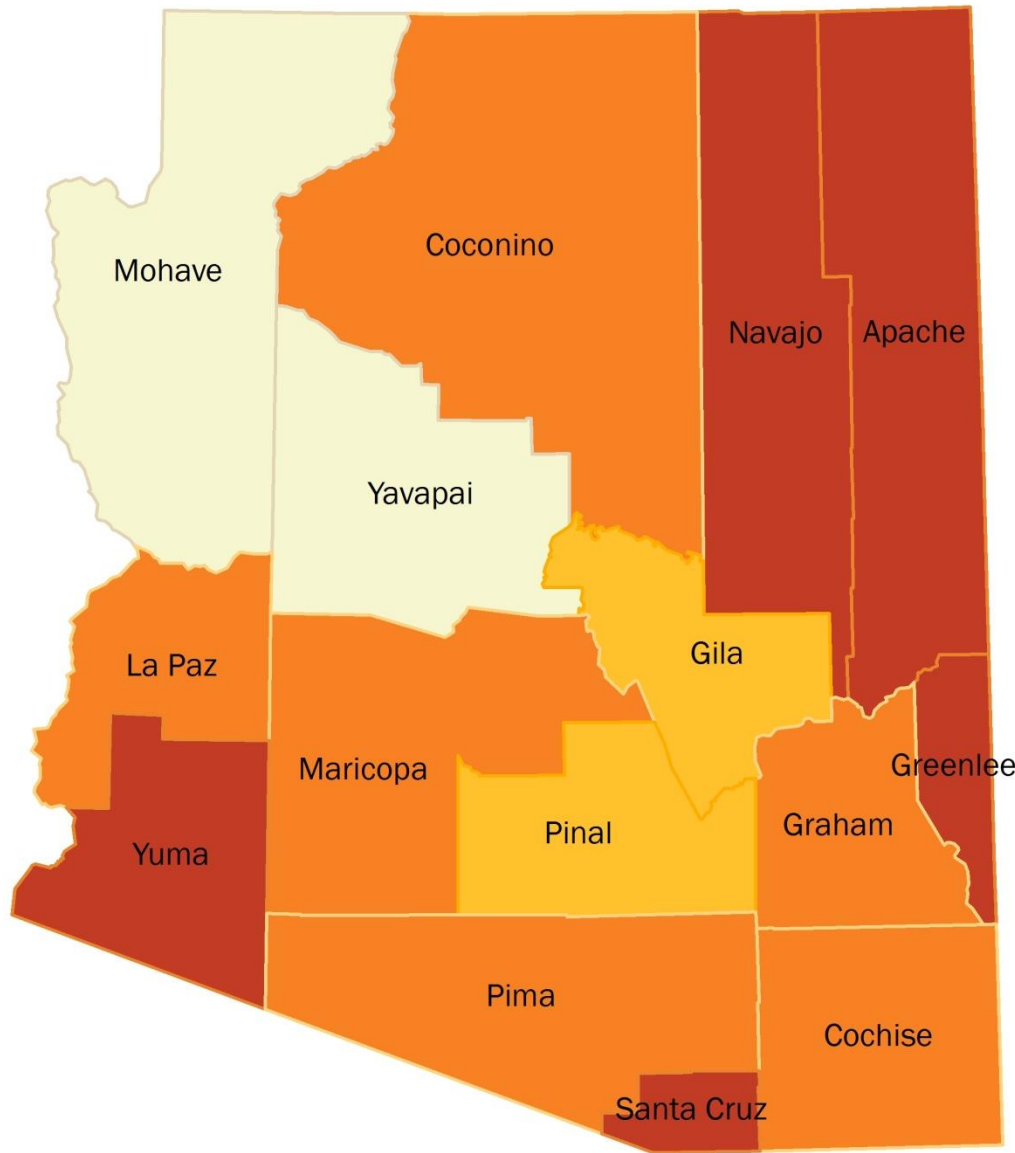 Coconino
Mohave
Navajo
Apache
Yavapai
Gila
La Paz
Maricopa
Greenlee
Graham
Pinal
Yuma
Pima
Cochise
Santa Cruz